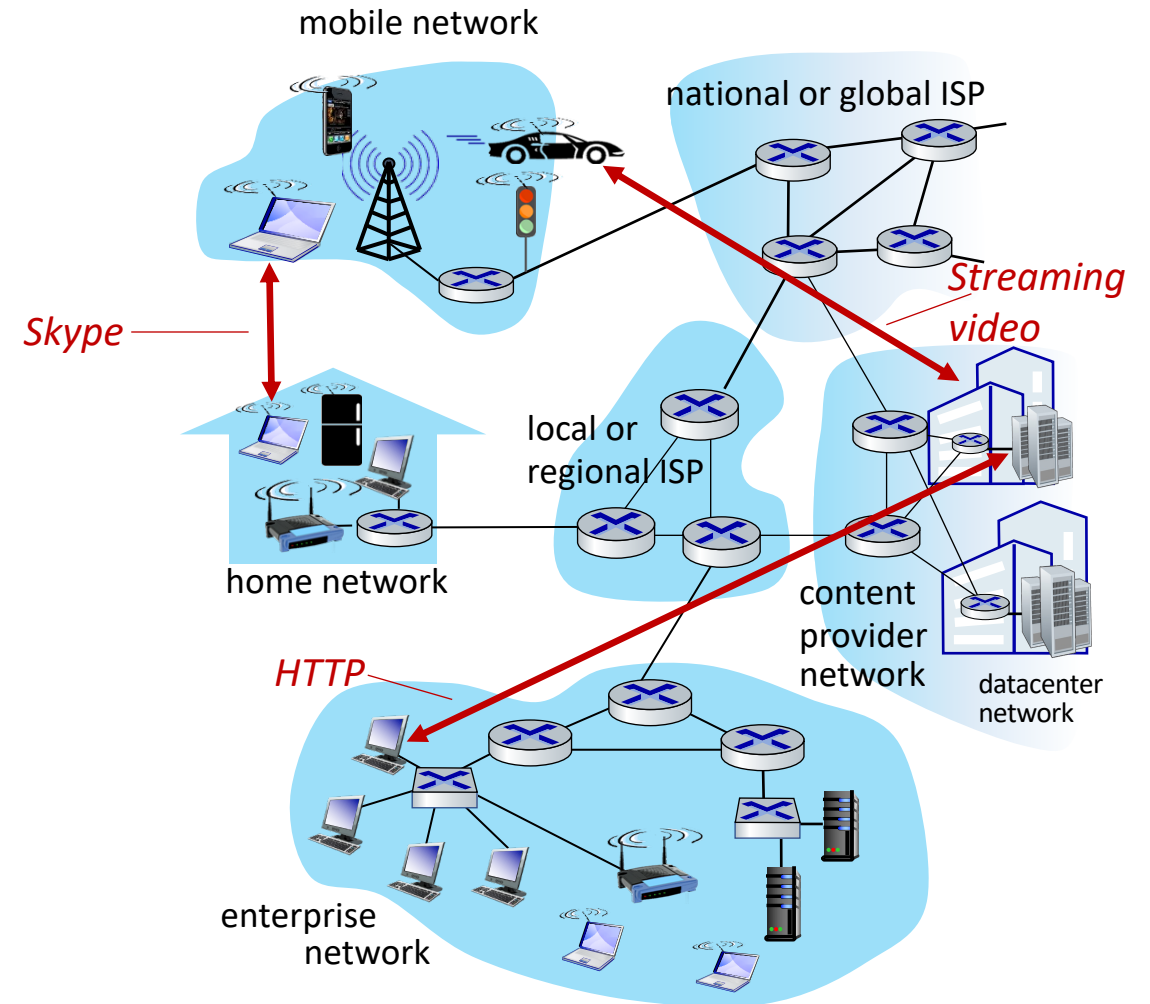 mobile network
national or global ISP
Streaming
video
Skype
local or
regional ISP
home network
content
provider
network
datacenter
network
HTTP
enterprise
network